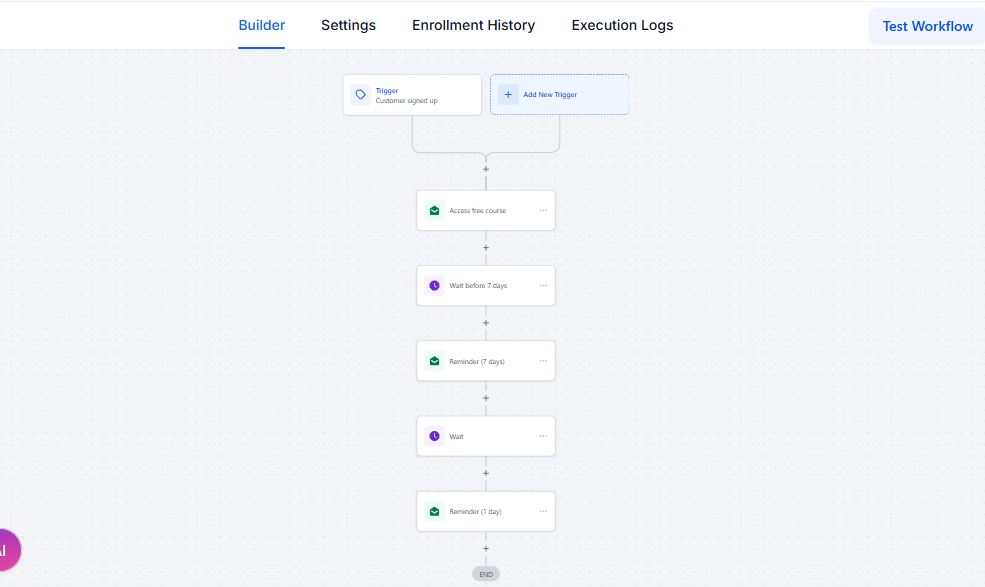 Builder
Settings
Enrollment History
Execution Logs
Test Workflow
Trigger
Customer signed up
+ Add New Trigger
+
Access free course ...
+
Wait before 7 days ...
+
Reminder (7 days) ...
+
Wait ...
+
Reminder (1 day) ...
+
END
AI